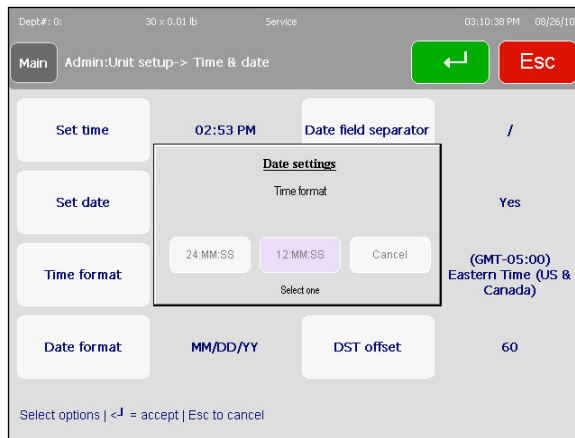 Dept#: 0: 30 x 0.01 lb Service 03:10:38 PM 08/26/10
Main Admin:Unit setup-> Time & date Esc
Set time 02:53 PM Date field separator /
Date settings
Time format
Set date Yes
24:MM:SS 12:MM:SS Cancel
Select one
Time format (GMT-05:00)
Eastern Time (US &
Canada)
Date format MM/DD/YY DST offset 60
Select options | <┘ = accept | Esc to cancel